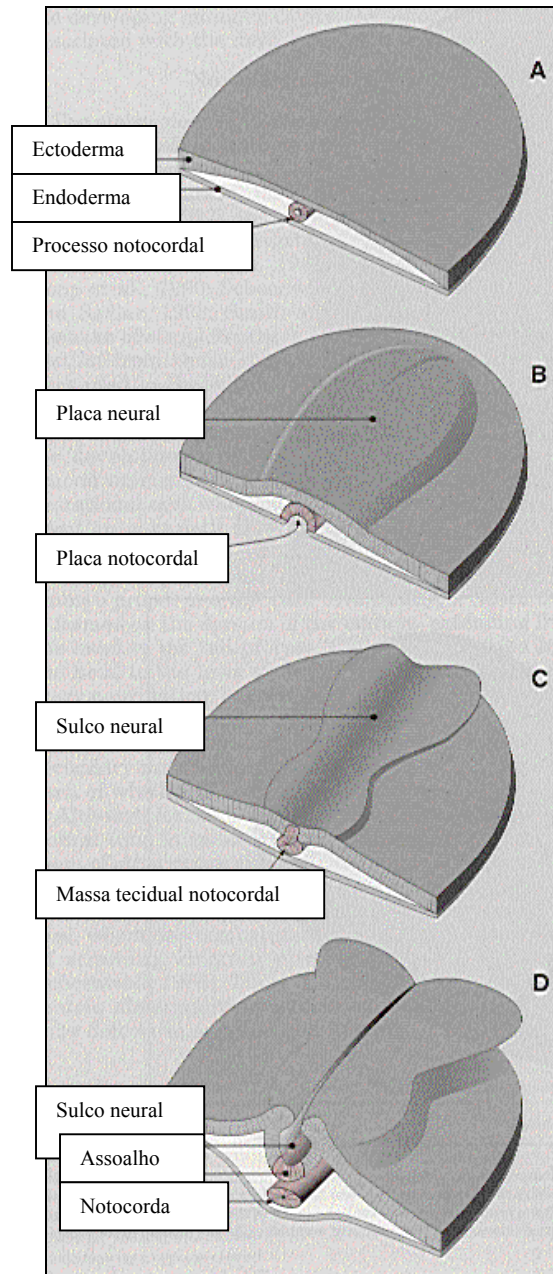 A
Ectoderma
Endoderma
Processo notocordal
B
Placa neural
Placa notocordal
C
Sulco neural
Massa tecidual notocordal
D
Sulco neural
Assoalho
Notocorda